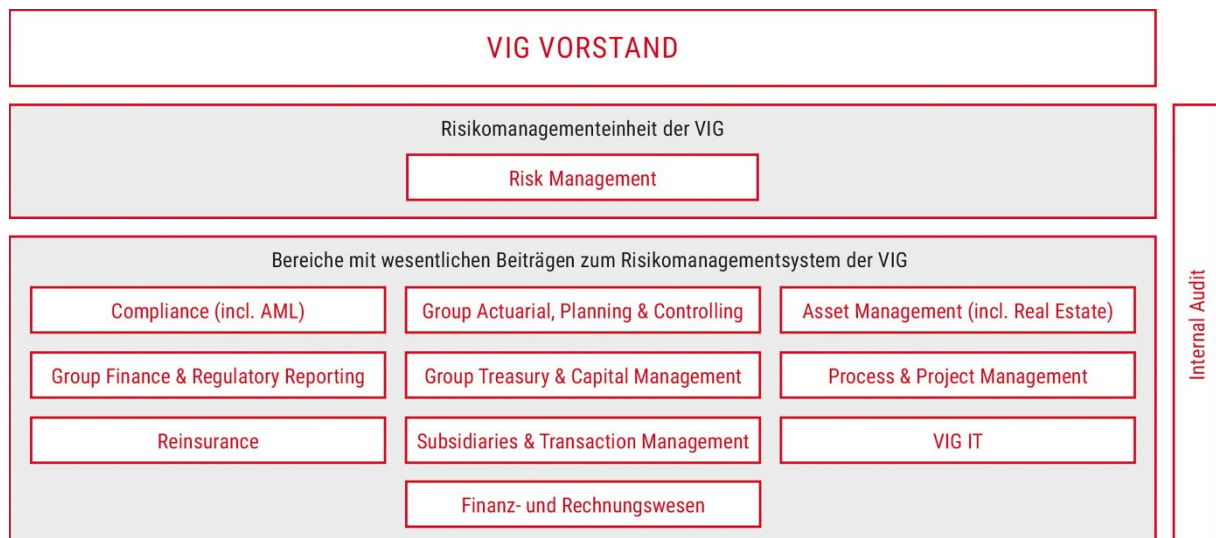 VIG VORSTAND
Risikomanagementeinheit der VIG
Risk Management
Bereiche mit wesentlichen Beiträgen zum Risikomanagementsystem der VIG
Compliance (incl. AML)
Group Actuarial, Planning & Controlling
Asset Management (incl. Real Estate)
Group Finance & Regulatory Reporting
Group Treasury & Capital Management
Process & Project Management
Reinsurance
Subsidiaries & Transaction Management
VIG IT
Finanz- und Rechnungswesen
Internal Audit